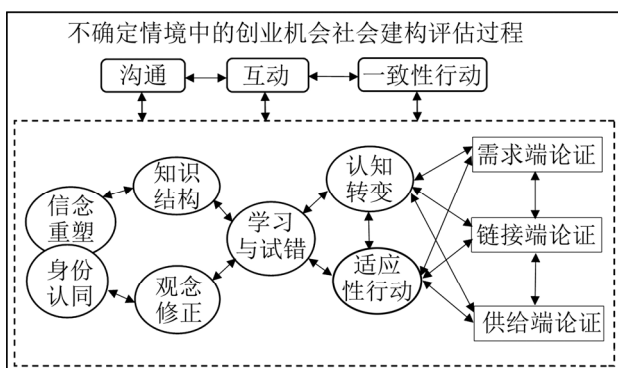 不确定情境中的创业机会社会建构评估过程
沟通
互动
一致性行动
知识
结构
信念
重塑
身份
认同
观念
修正
学习
与试错
认知
转变
适应
性行动
需求端论证
链接端论证
供给端论证